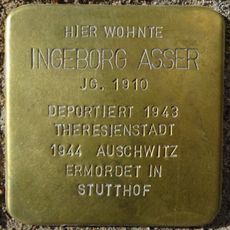 HIER WOHNTE
INGEBORG ASSER
JG. 1910
DEPORTIERT 1943
THERESIENSTADT
1944 AUSCHWITZ
ERMORDET IN
STUTTHOF